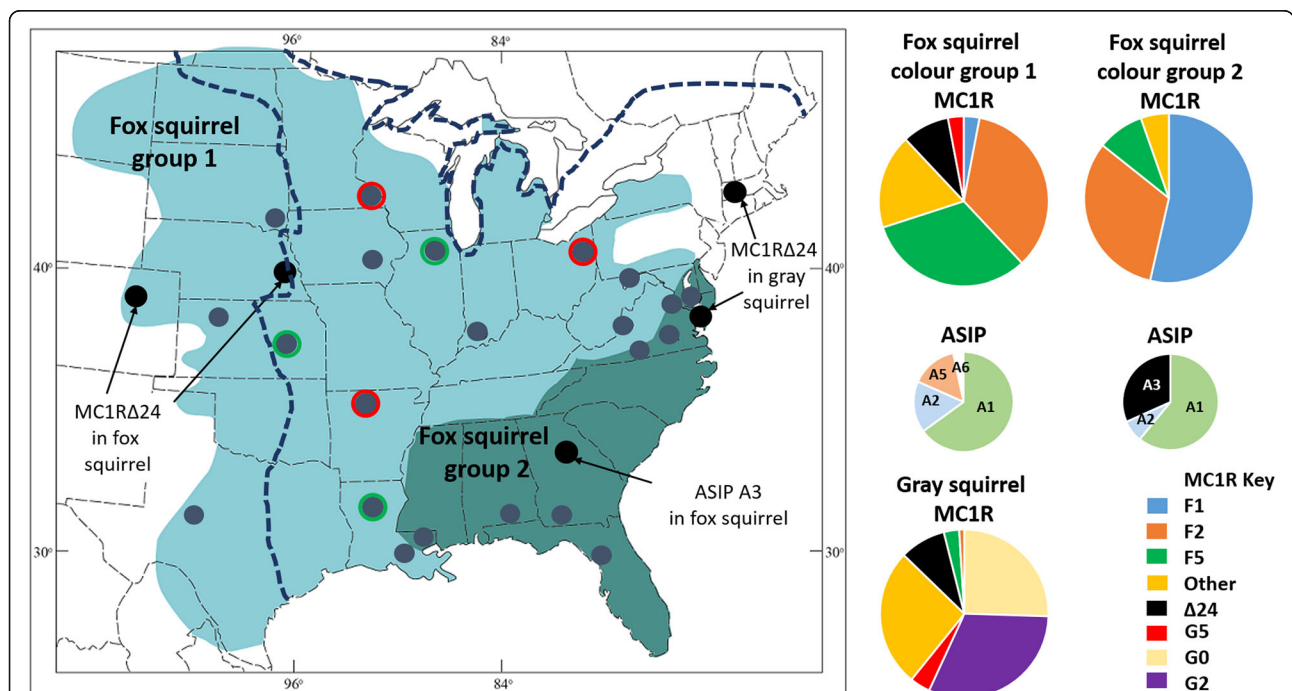 96°
84°
Fox squirrel
group 1
40°
40°
MC1RΔ24
in gray
squirrel
MC1RΔ24
in fox
squirrel
Fox squirrel
group 2
ASIP A3
in fox squirrel
30°
30°
96°
84°
Fox squirrel
colour group 1
MC1R
Fox squirrel
colour group 2
MC1R
ASIP
A5
A6
A2
A1
ASIP
A3
A2
A1
Gray squirrel
MC1R
MC1R Key
F1
F2
F5
Other
Δ24
G5
G0
G2